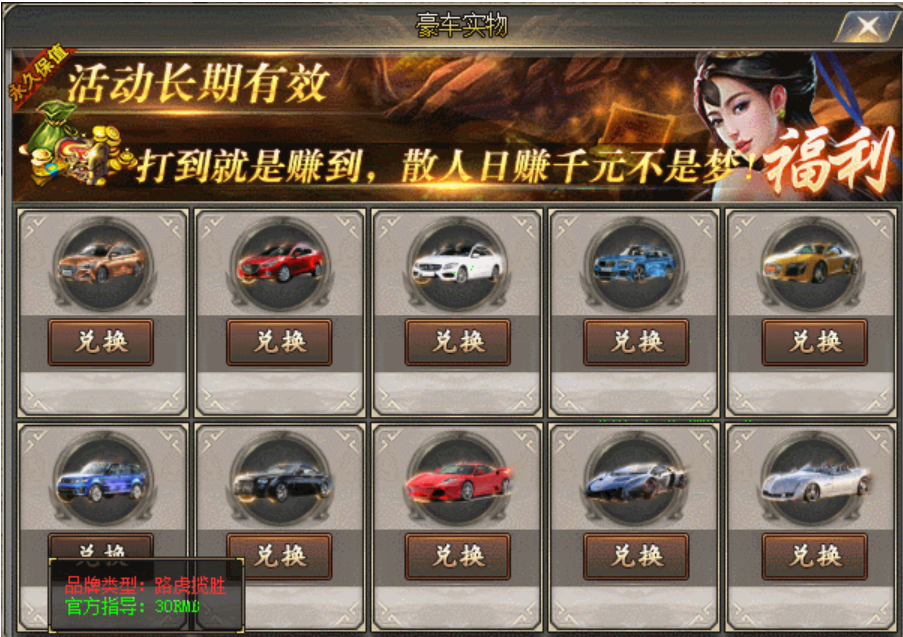 豪车实物
永久保值
活动长期有效
打到就是赚到，散人日赚千元不是梦!
福利
兑换 兑换 兑换 兑换 兑换
兑换 兑换 兑换 兑换 兑换
品牌类型：路虎揽胜
官方指导：30RMB